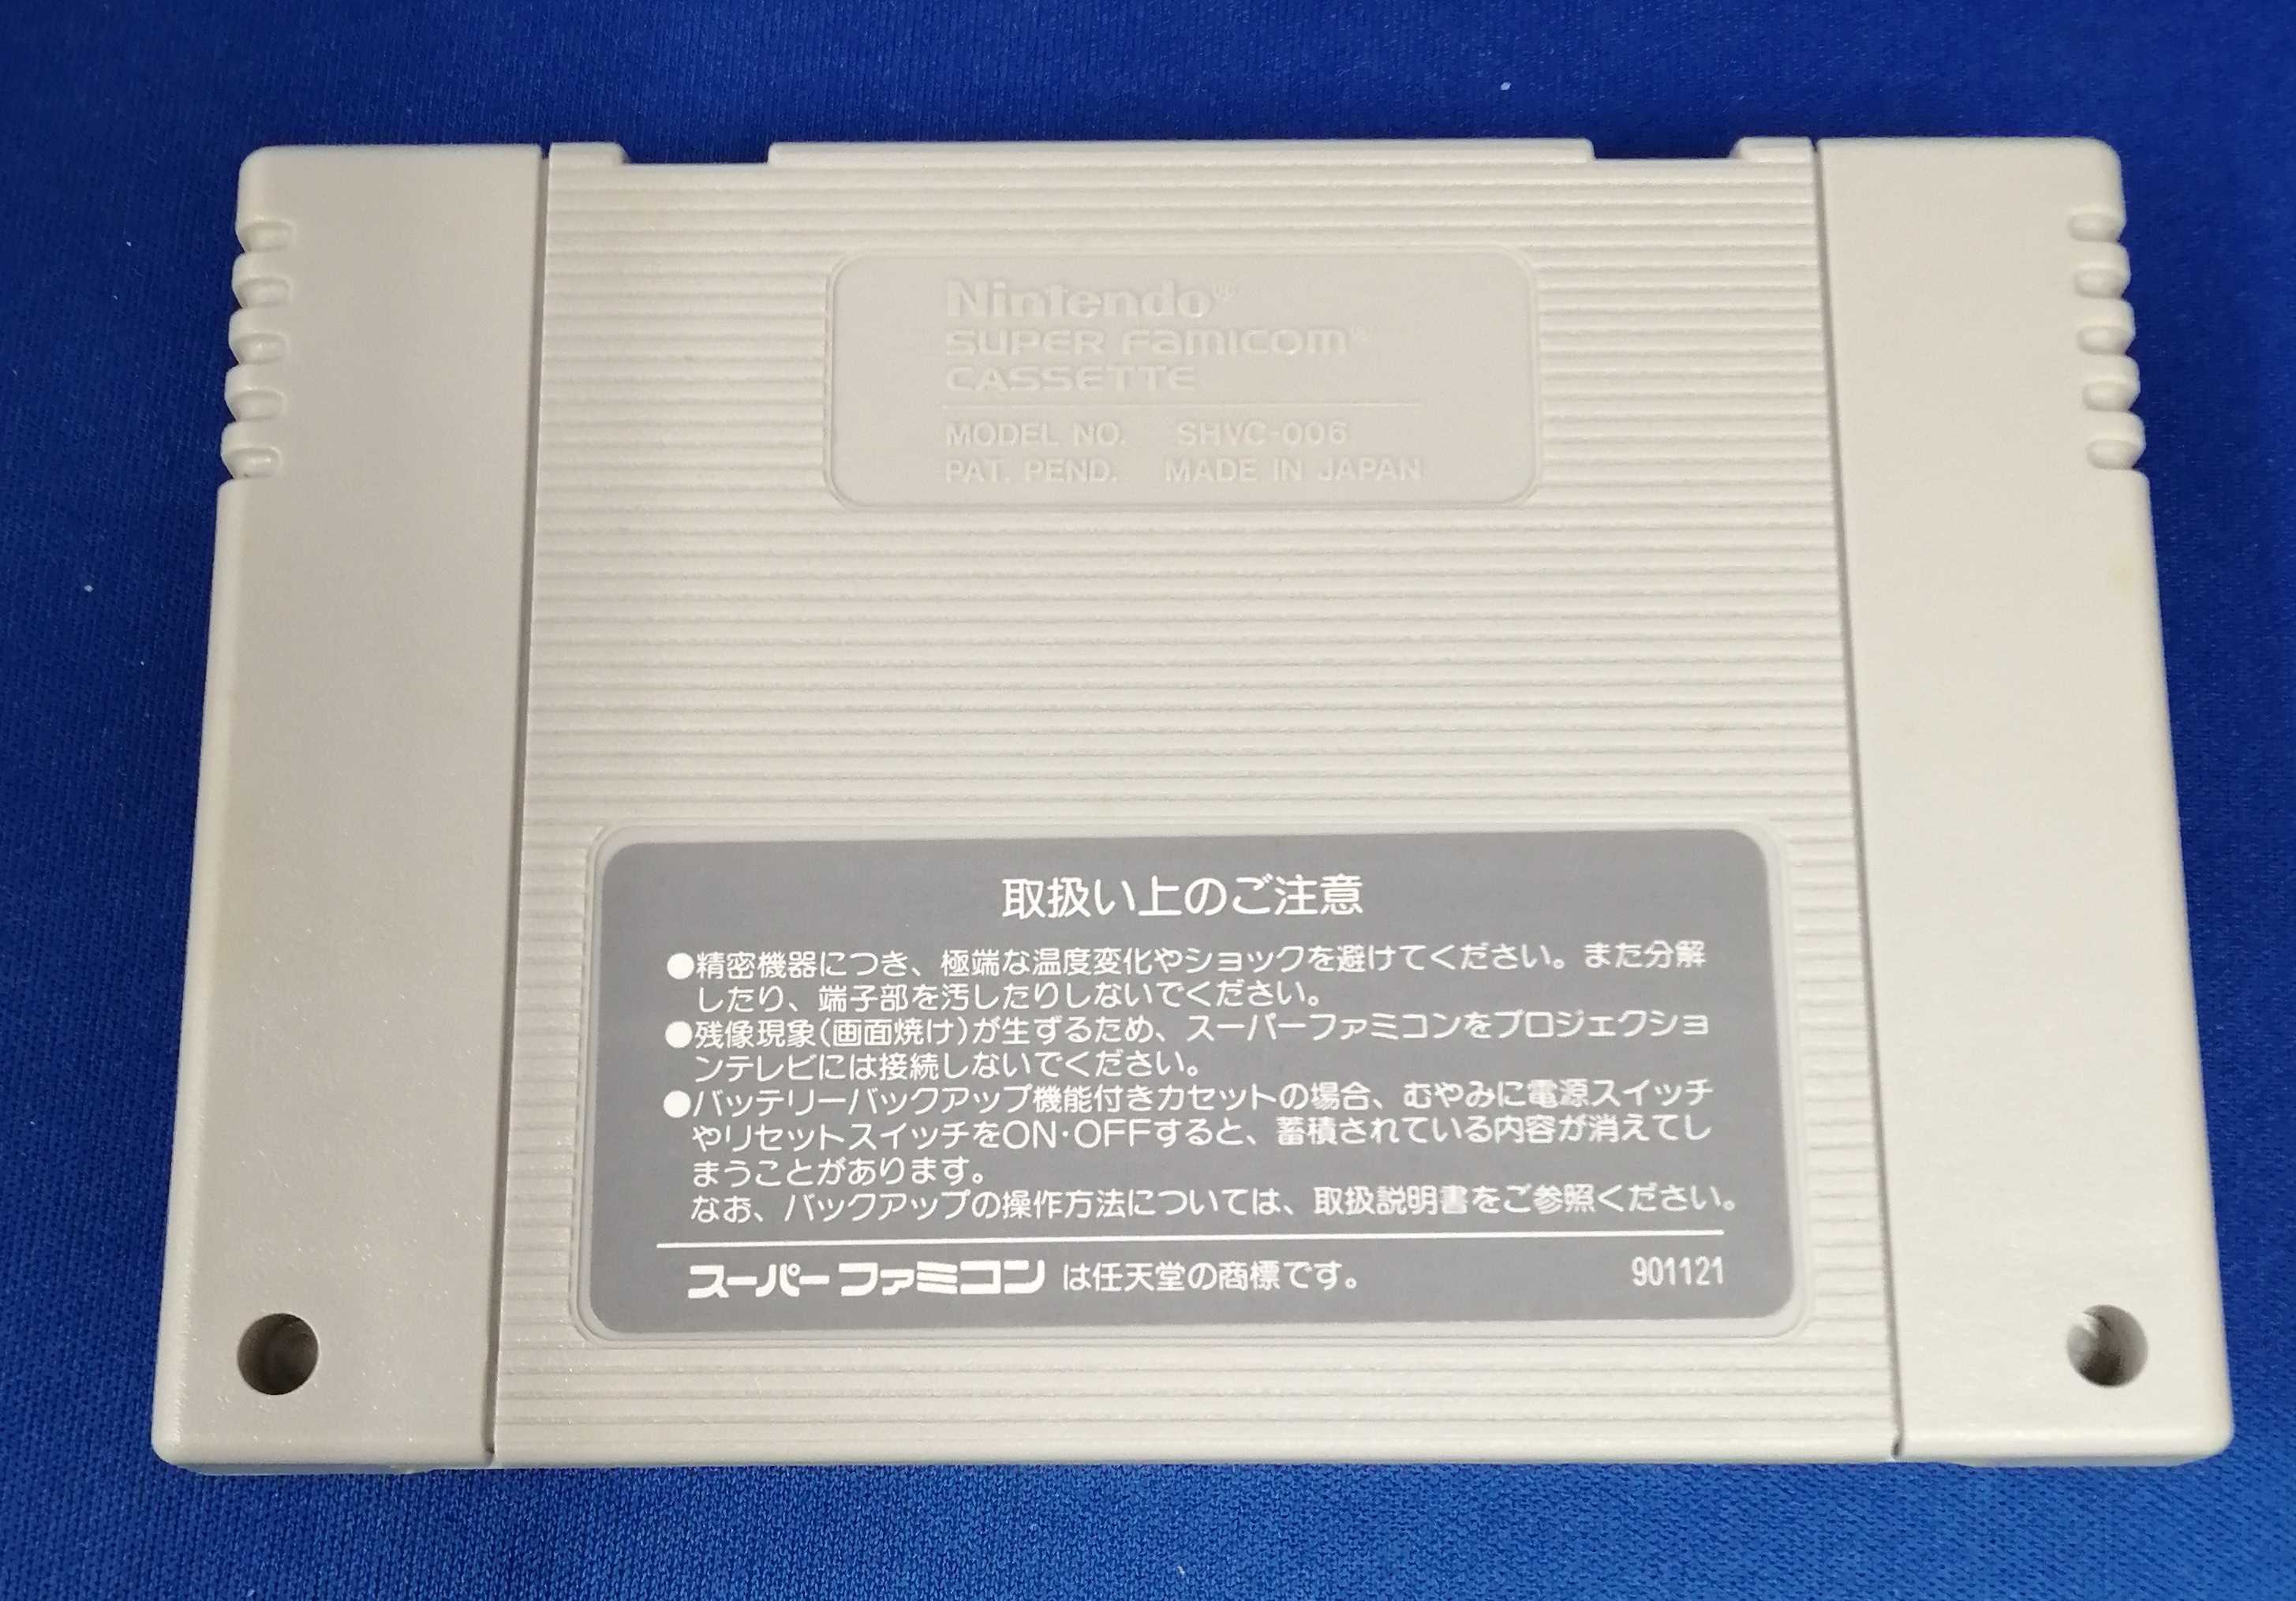 Nintendo®
SUPER FAMICOM
CASSETTE
MODEL NO. SHVC-006
PAT. PEND. MADE IN JAPAN
取扱い上のご注意
●精密機器につき、極端な温度変化やショックを避けてください。また分解
したり、端子部を汚したりしないでください。
●残像現象(画面焼け)が生ずるため、スーパーファミコンをプロジェクショ
ンテレビには接続しないでください。
●バッテリーバックアップ機能付きカセットの場合、むやみに電源スイッチ
やリセットスイッチをON・OFFすると、蓄積されている内容が消えてし
まうことがあります。
なお、バックアップの操作方法については、取扱説明書をご参照ください。
スーパーファミコン は任天堂の商標です。 901121